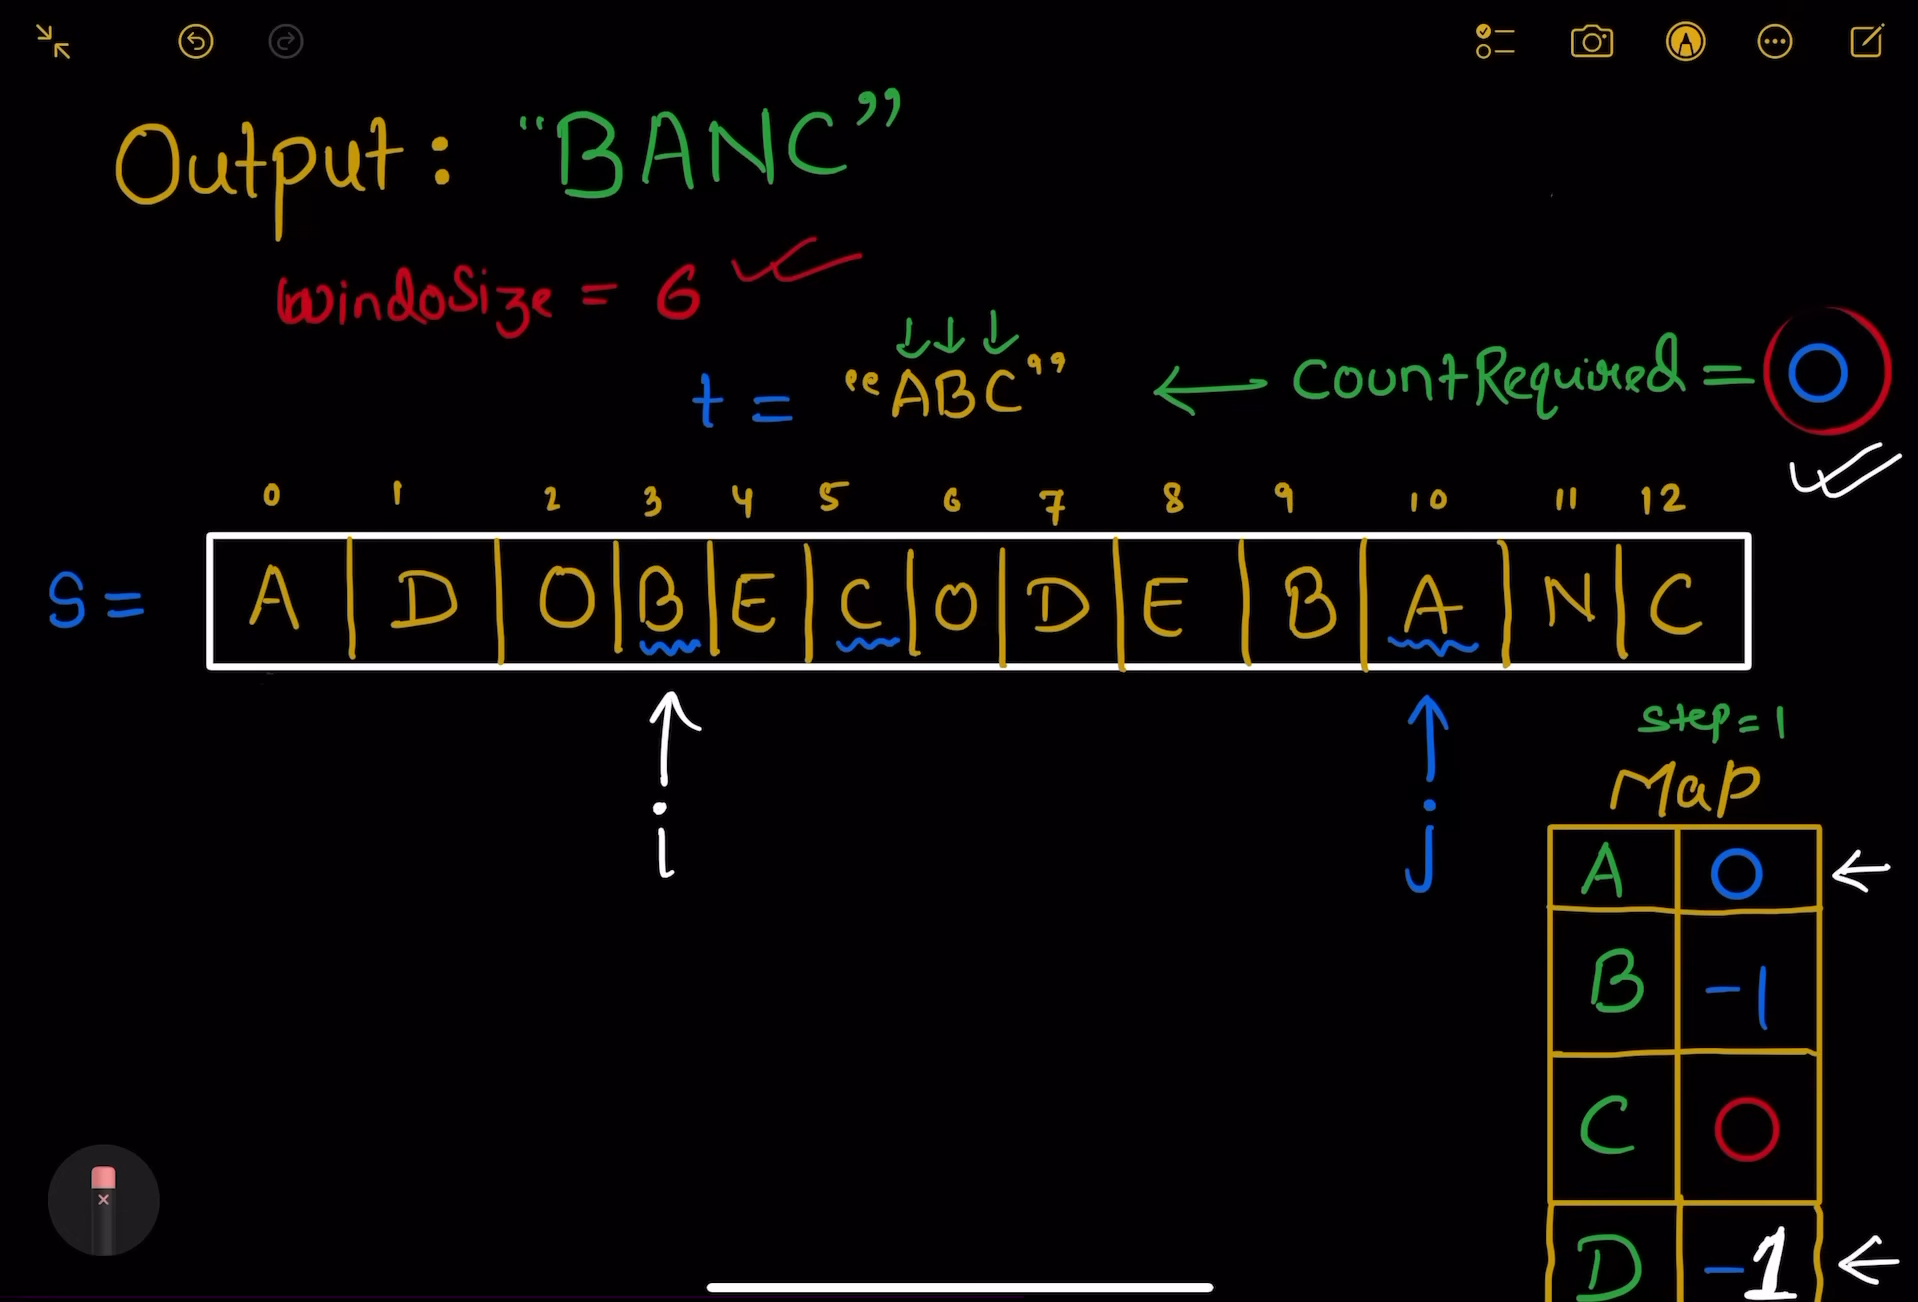 Output : “BANC”
windoSize = 6
t = “ABC” ← countRequired = 0
0 1 2 3 4 5 6 7 8 9 10 11 12
S = A D O B E C O D E B A N C
i j
Step = 1
Map
A 0
B -1
C 0
D -1